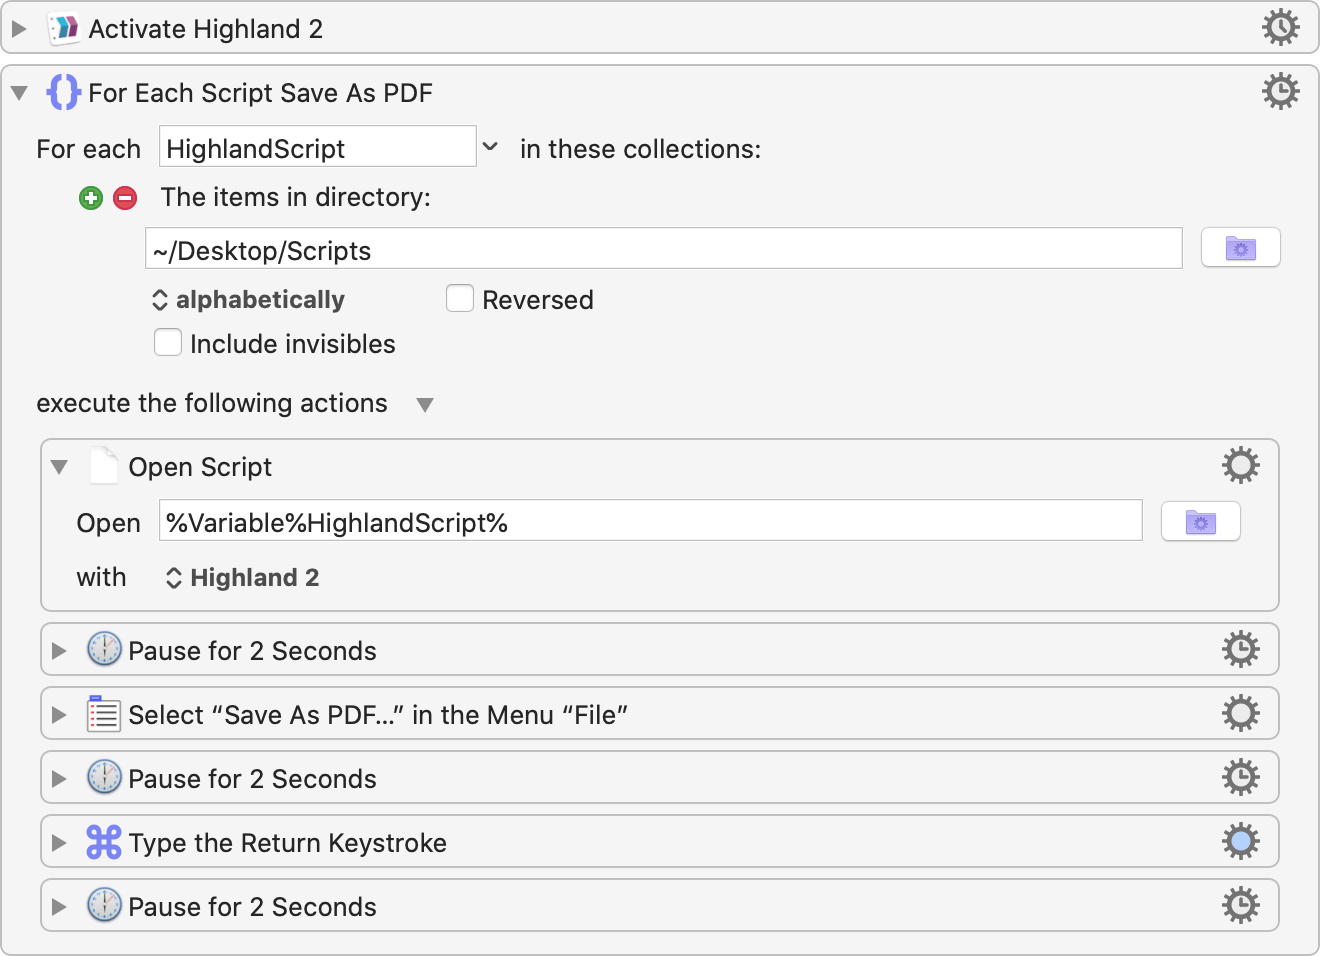 Activate Highland 2
For Each Script Save As PDF
For each HighlandScript in these collections:
The items in directory:
~/Desktop/Scripts
alphabetically Reversed
Include invisibles
execute the following actions
Open Script
Open %Variable%HighlandScript%
with Highland 2
Pause for 2 Seconds
Select “Save As PDF…” in the Menu “File”
Pause for 2 Seconds
Type the Return Keystroke
Pause for 2 Seconds